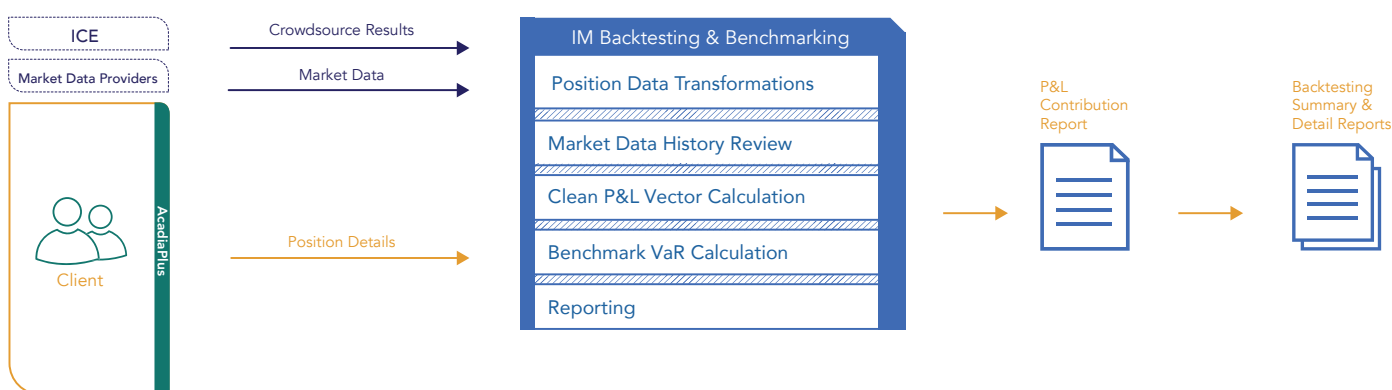 ICE
Market Data Providers
AcadiaPlus
Client
Crowdsource Results
Market Data
Position Details
IM Backtesting & Benchmarking
Position Data Transformations
Market Data History Review
Clean P&L Vector Calculation
Benchmark VaR Calculation
Reporting
P&L
Contribution
Report
Backtesting
Summary &
Detail Reports